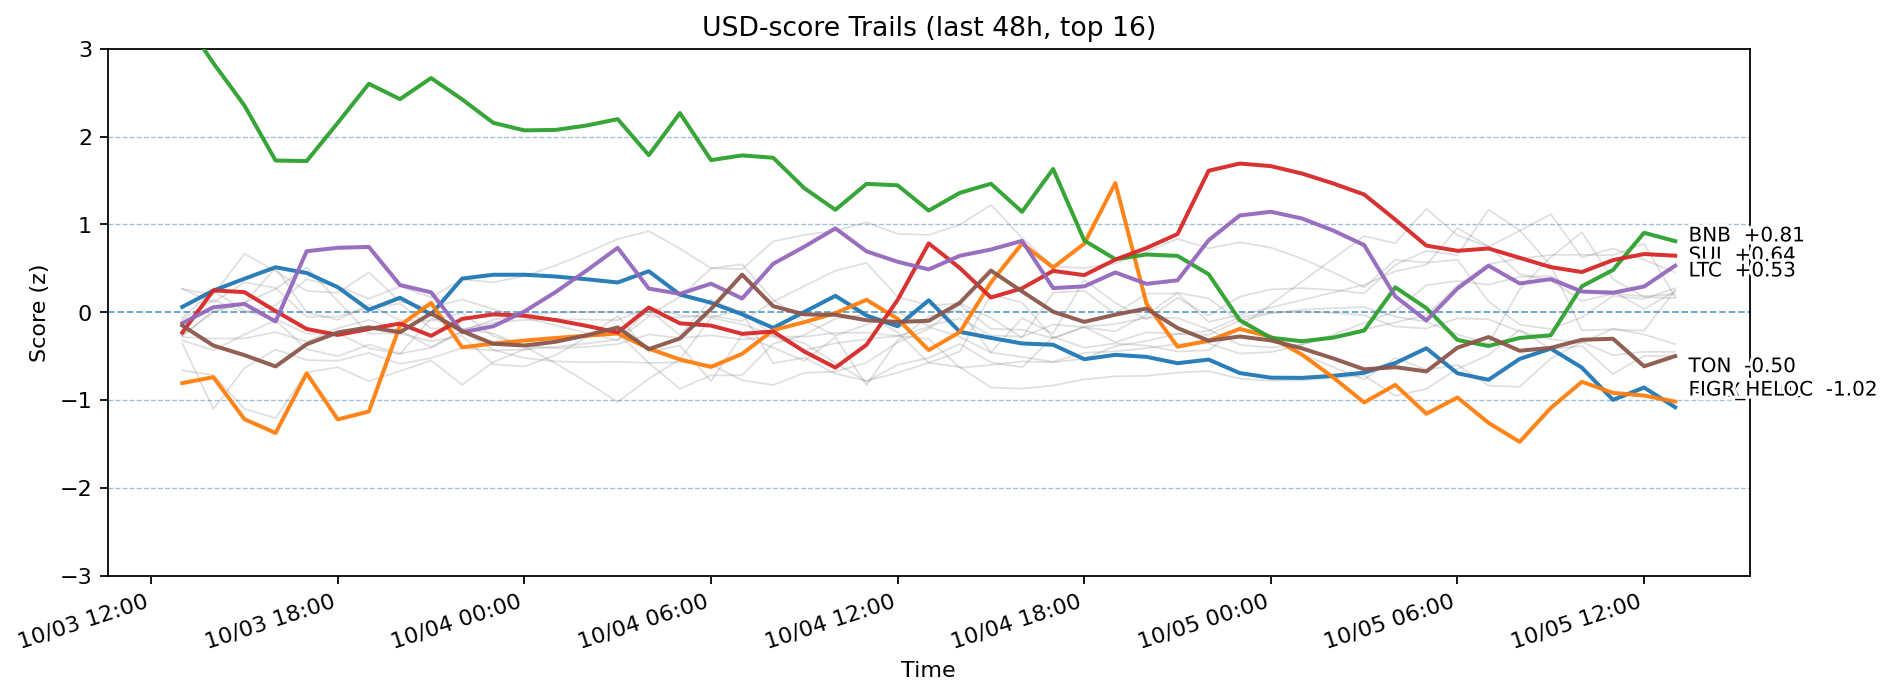 USD-score Trails (last 48h, top 16)
Score (z)
3
2
1
0
−1
−2
−3
BNB +0.81
SUI +0.64
LTC +0.53
TON -0.50
FIGR_HELOC -1.02
10/03 12:00
10/03 18:00
10/04 00:00
10/04 06:00
10/04 12:00
10/04 18:00
10/05 00:00
10/05 06:00
10/05 12:00
Time